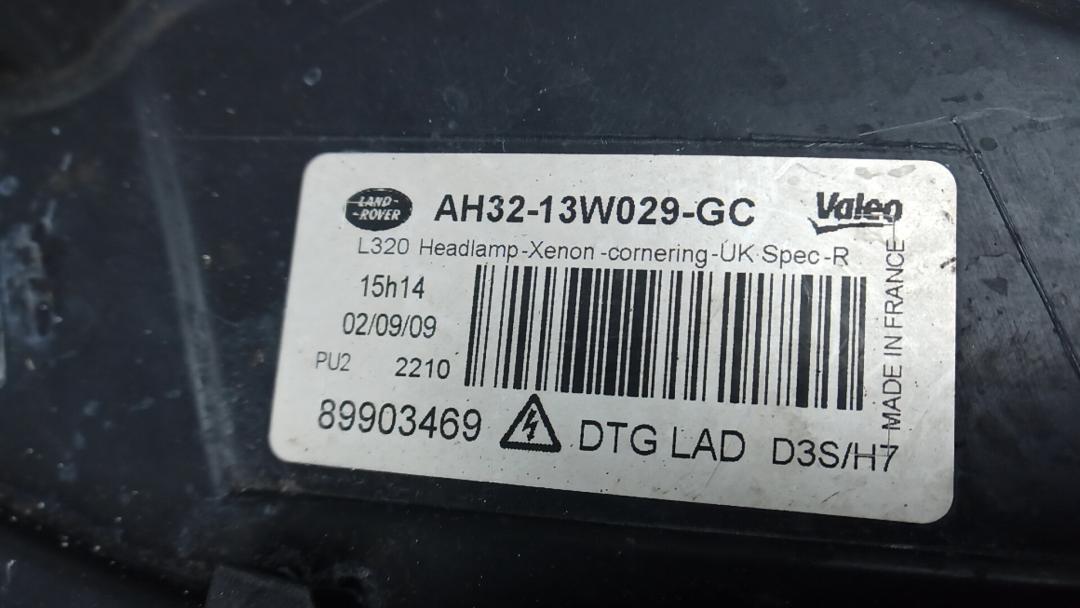 LAND-
-ROVER
AH32-13W029-GC
Valeo
L320 Headlamp-Xenon-cornering-UK Spec-R
15h14
02/09/09
PU2 2210
89903469 DTG LAD D3S/H7
MADE IN FRANCE